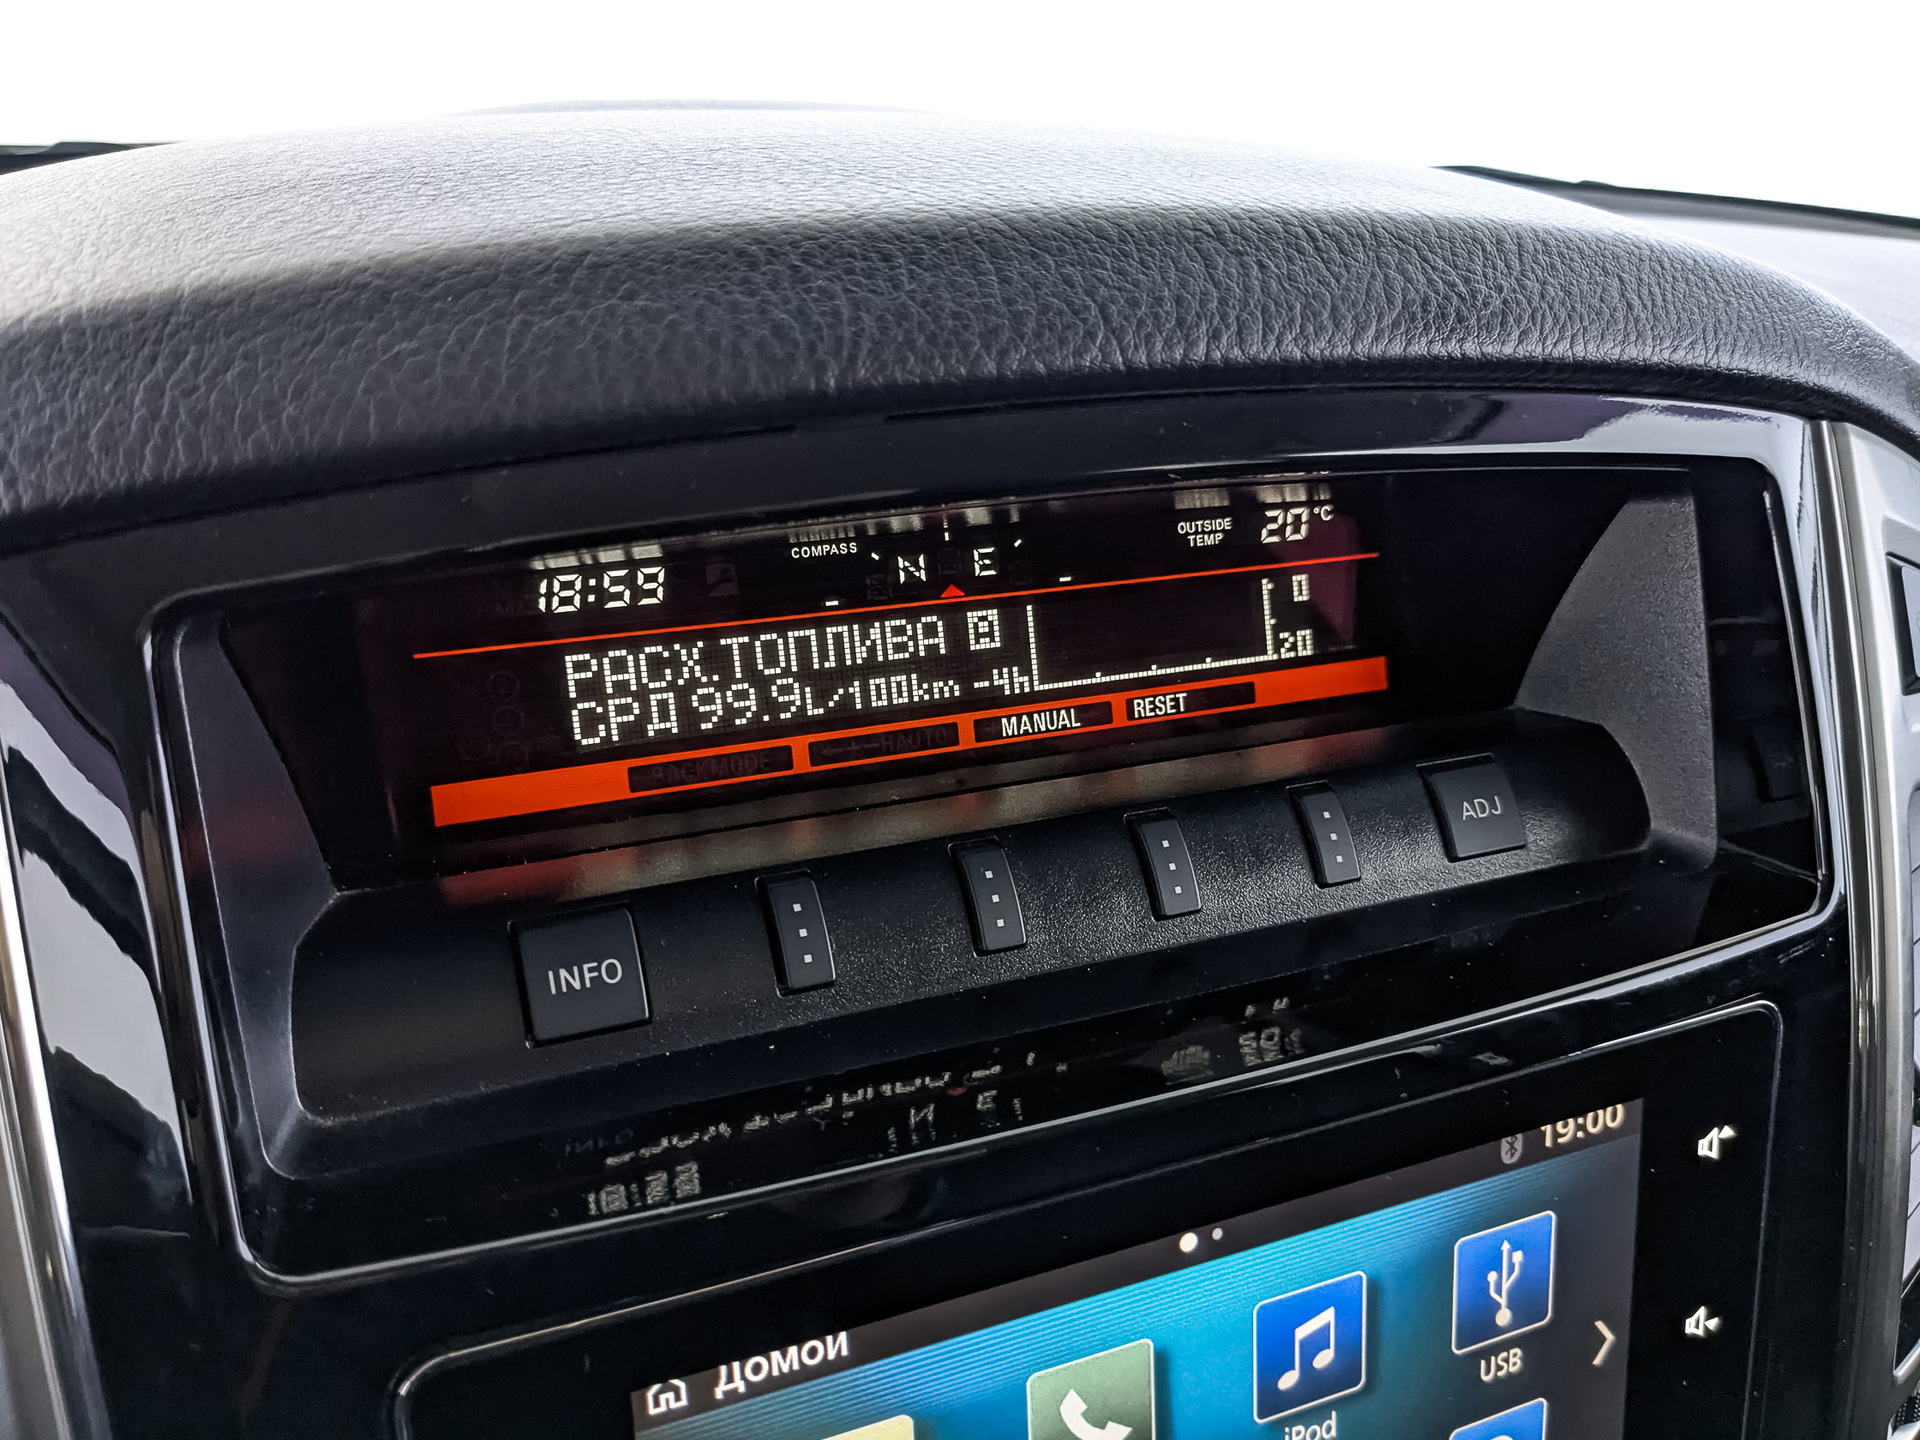 COMPASS
N E
OUTSIDE TEMP 20°C
18:59
РАСХ.ТОПЛИВА
СРД 99.9L/100km -4h
0
20
MANUAL
RESET
INFO
ADJ
19:00
Домой
USB
iPod